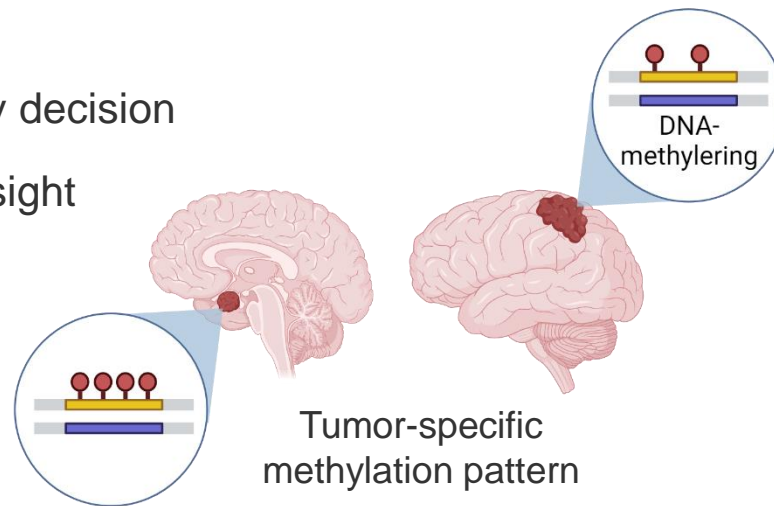 decision
sight
DNA-
methylering
Tumor-specific
methylation pattern